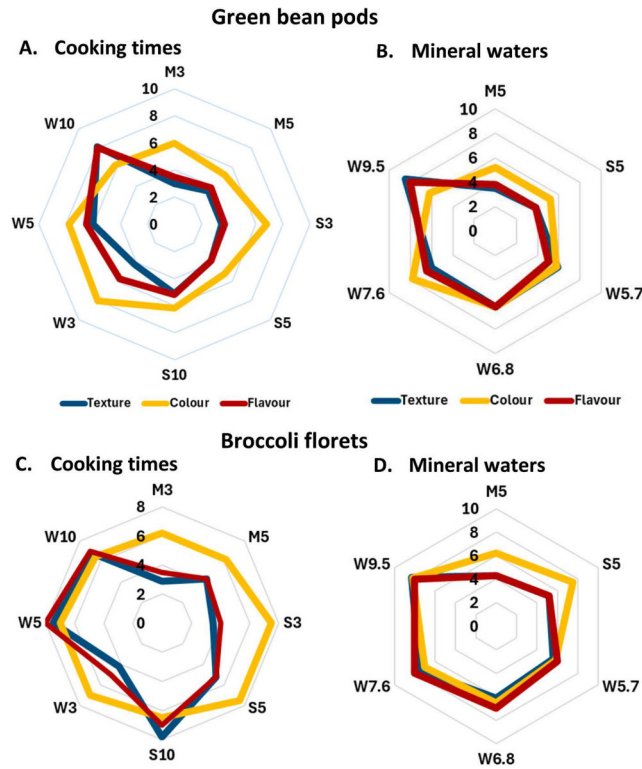 Green bean pods
A. Cooking times
B. Mineral waters
M3
10
8
6
4
2
0
M5
S3
S5
S10
W3
W5
W10
M5
10
8
6
4
2
0
S5
W5.7
W6.8
W7.6
W9.5
Texture Colour Flavour
Texture Colour Flavour
Broccoli florets
C. Cooking times
D. Mineral waters
M3
8
6
4
2
0
M5
S3
S5
S10
W3
W5
W10
M5
10
8
6
4
2
0
S5
W5.7
W6.8
W7.6
W9.5